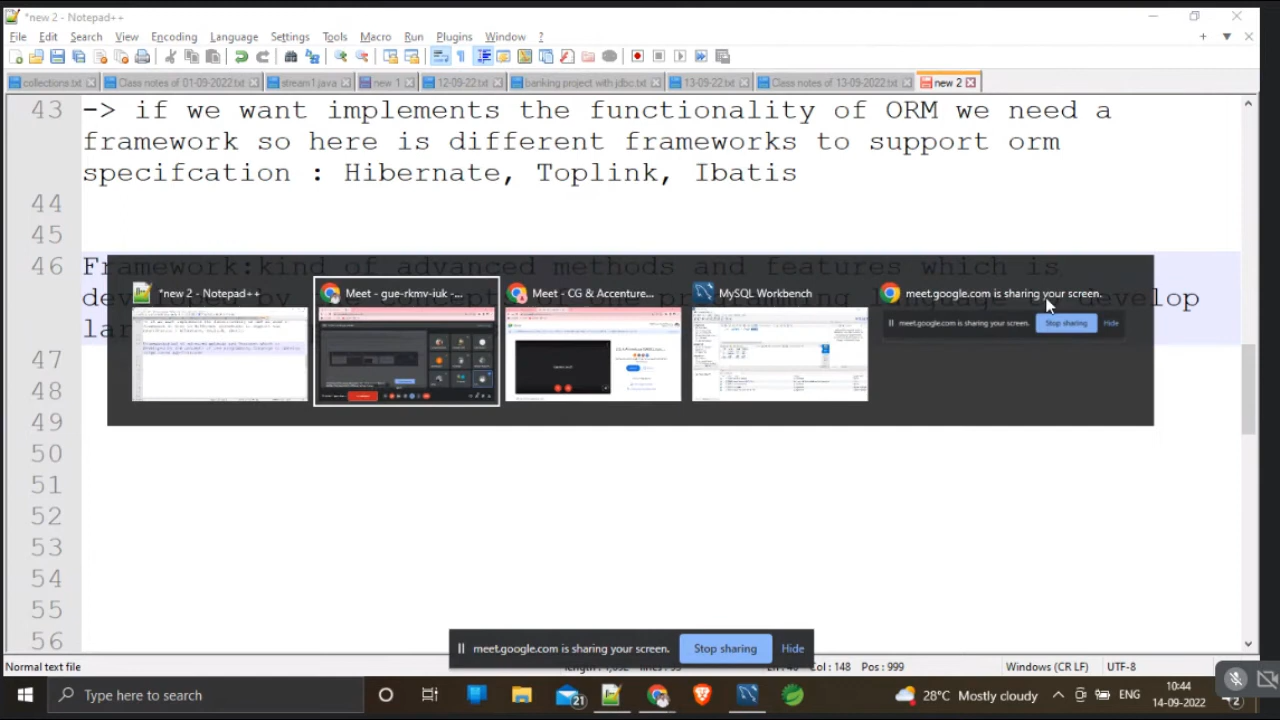 *new 2 - Notepad++
File Edit Search View Encoding Language Settings Tools Macro Run Plugins Window ?
collections.txt Class notes of 01-09-2022.txt stream1.java new 1 12-09-22.txt banking project with jdbc.txt 13-09-22.txt Class notes of 13-09-2022.txt new 2
43 -> if we want implements the functionality of ORM we need a
framework so here is different frameworks to support orm
specifcation : Hibernate, Toplink, Ibatis
44
45
46 Framework:kind of advanced methods and features which is
*new 2 - Notepad++ Meet - gue-rkmv-iuk -... Meet - CG & Accenture... MySQL Workbench meet.google.com is sharing your screen.
meet.google.com is sharing your screen. Stop sharing Hide
47
48
49
50
51
52
53
54
55
56
meet.google.com is sharing your screen. Stop sharing Hide
Normal text file Col : 148 Pos : 999 Windows (CR LF) UTF-8
Type here to search 21 28°C Mostly cloudy ENG 10:44
14-09-2022 2